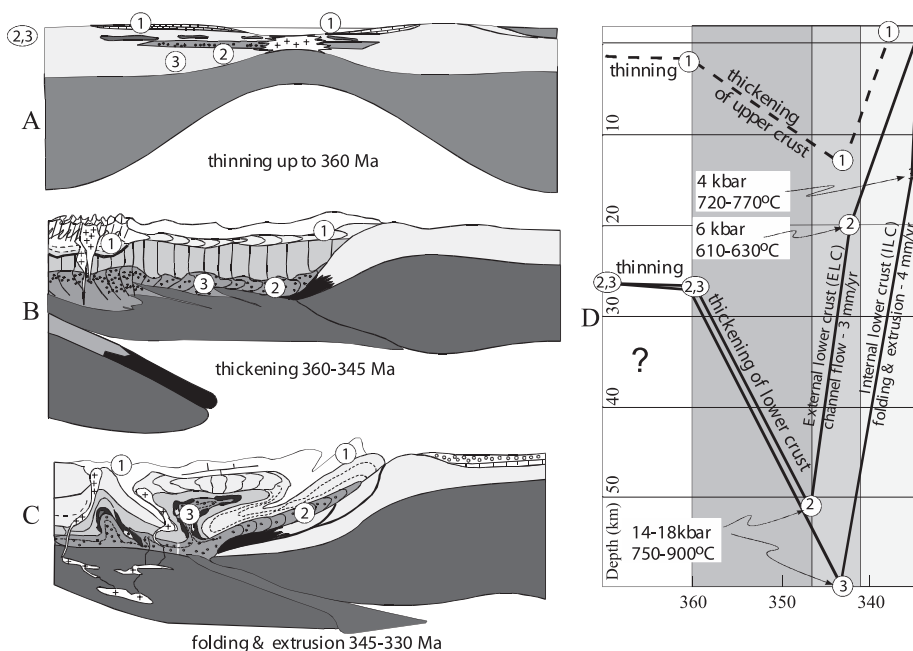 1
1
2,3
2
3
A
thinning up to 360 Ma
1
1
3
2
B
thickening 360-345 Ma
1
1
3
2
C
folding & extrusion 345-330 Ma
1
thinning
1
thickening
of upper crust
1
10
4 kbar
720-770ºC
20
2
6 kbar
610-630ºC
thinning
2,3
2,3
30
D
?
thickening of lower crust
External lower crust (ELC)
channel flow - 3 mm/yr
Internal lower crust (ILC)
folding & extrusion - 4 mm/yr
40
50
2
14-18kbar
750-900ºC
Depth (km)
3
360
350
340